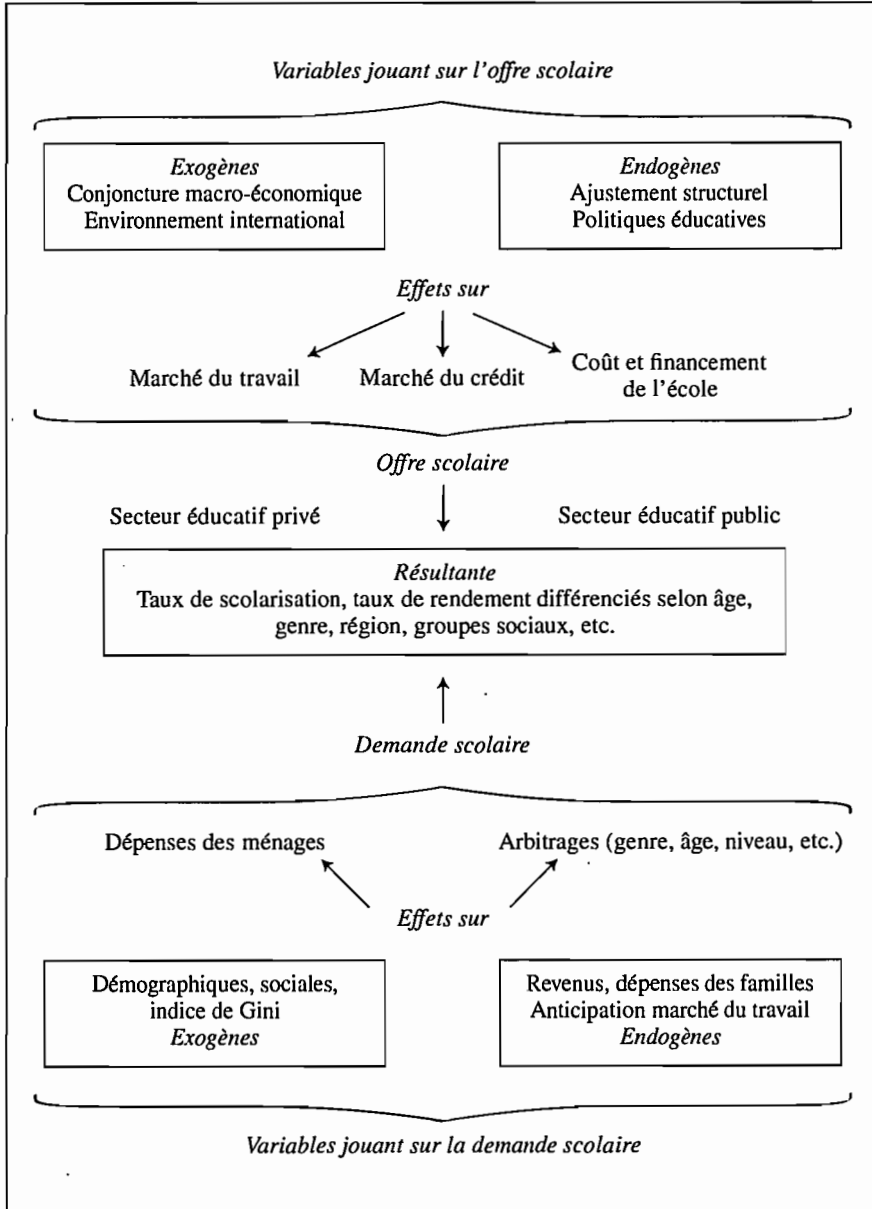 Variables jouant sur l'offre scolaire
Exogènes
Conjoncture macro-économique
Environnement international
Endogènes
Ajustement structurel
Politiques éducatives
Effets sur
Marché du travail
Marché du crédit
Coût et financement
de l'école
Offre scolaire
Secteur éducatif privé
Secteur éducatif public
Résultante
Taux de scolarisation, taux de rendement différenciés selon âge,
genre, région, groupes sociaux, etc.
Demande scolaire
Dépenses des ménages
Arbitrages (genre, âge, niveau, etc.)
Effets sur
Démographiques, sociales,
indice de Gini
Exogènes
Revenus, dépenses des familles
Anticipation marché du travail
Endogènes
Variables jouant sur la demande scolaire